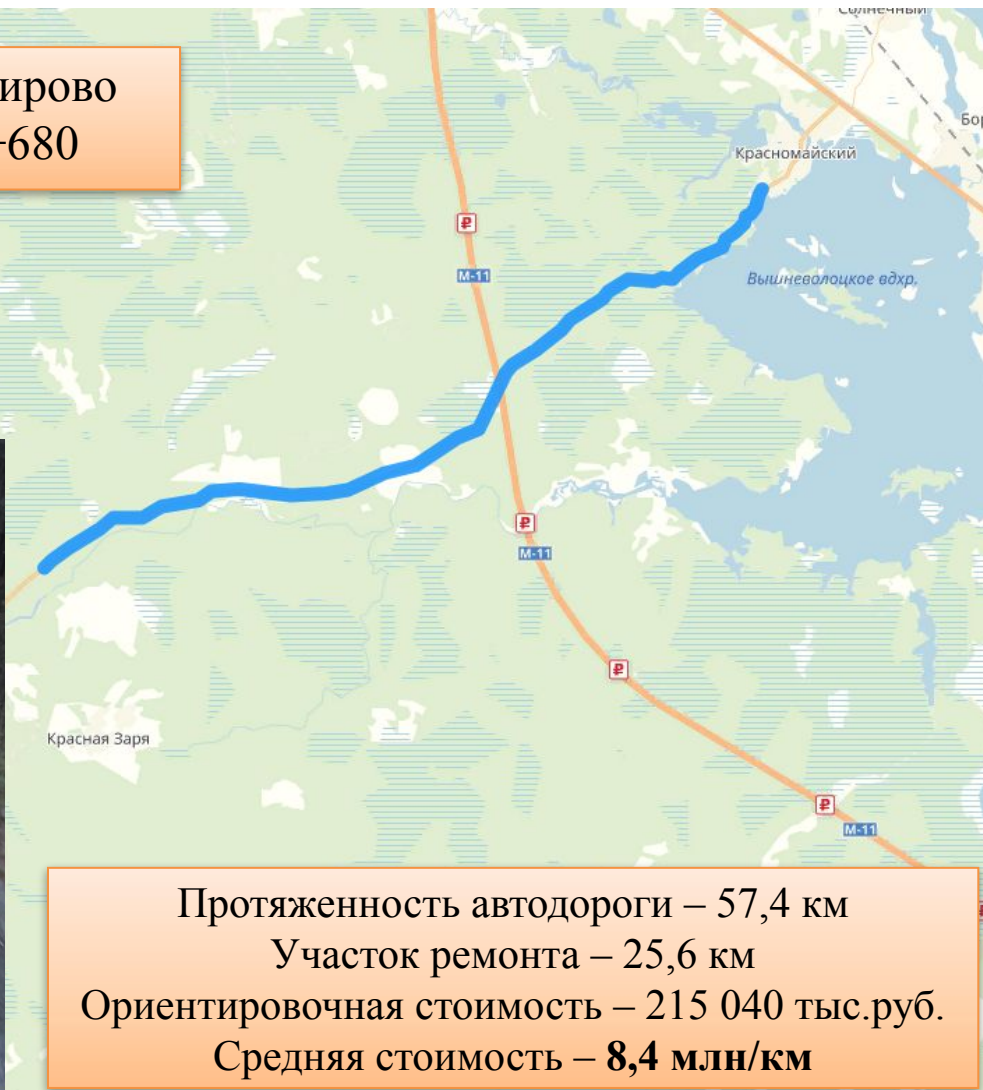 Солнечный
ирово
+680
Бор
Красномайский
₽
М-11
Вышневолоцкое вдхр.
₽
М-11
₽
Красная Заря
₽
М-11
Протяженность автодороги – 57,4 км
Участок ремонта – 25,6 км
Ориентировочная стоимость – 215 040 тыс.руб.
Средняя стоимость – 8,4 млн/км